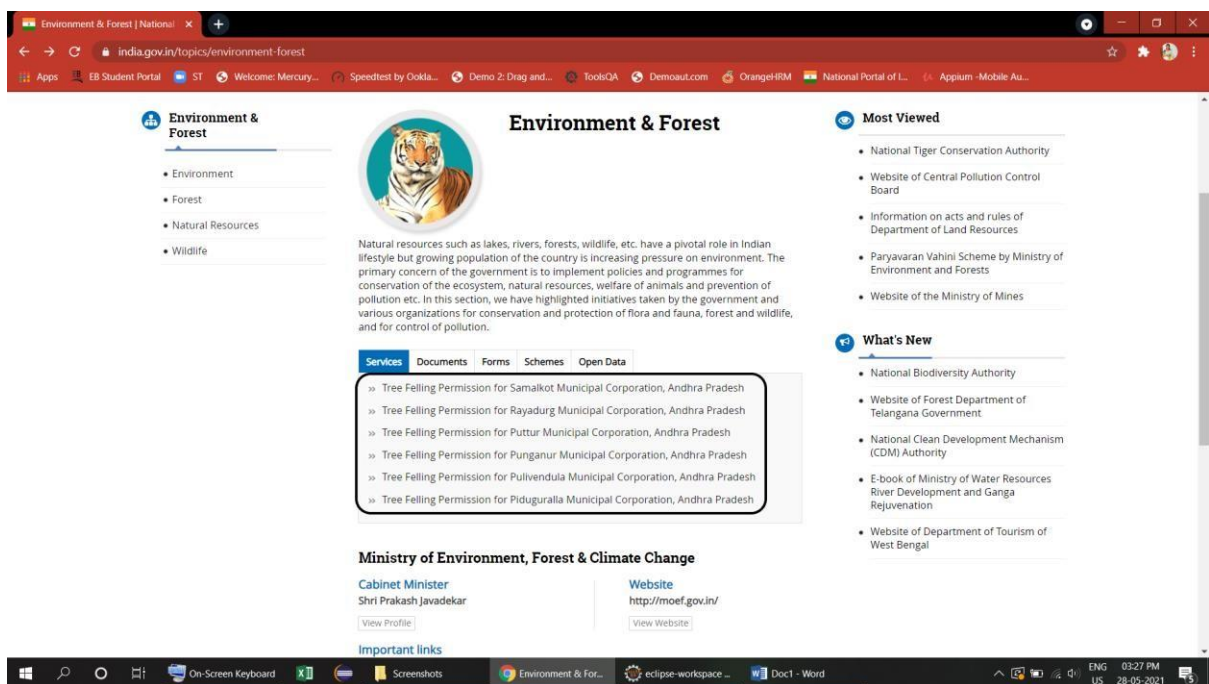 Environment & Forest | National
india.gov.in/topics/environment-forest
Apps
EB Student Portal
ST
Welcome: Mercury...
Speedtest by Ookla...
Demo 2: Drag and...
ToolsQA
Demoaut.com
OrangeHRM
National Portal of I...
Appium -Mobile Au...
Environment &
Forest
Environment
Forest
Natural Resources
Wildlife
Environment & Forest
Natural resources such as lakes, rivers, forests, wildlife, etc. have a pivotal role in Indian
lifestyle but growing population of the country is increasing pressure on environment. The
primary concern of the government is to implement policies and programmes for
conservation of the ecosystem, natural resources, welfare of animals and prevention of
pollution etc. In this section, we have highlighted initiatives taken by the government and
various organizations for conservation and protection of flora and fauna, forest and wildlife,
and for control of pollution.
Services Documents Forms Schemes Open Data
» Tree Felling Permission for Samalkot Municipal Corporation, Andhra Pradesh
» Tree Felling Permission for Rayadurg Municipal Corporation, Andhra Pradesh
» Tree Felling Permission for Puttur Municipal Corporation, Andhra Pradesh
» Tree Felling Permission for Punganur Municipal Corporation, Andhra Pradesh
» Tree Felling Permission for Pulivendula Municipal Corporation, Andhra Pradesh
» Tree Felling Permission for Piduguralla Municipal Corporation, Andhra Pradesh
Ministry of Environment, Forest & Climate Change
Cabinet Minister
Shri Prakash Javadekar
View Profile
Website
http://moef.gov.in/
View Website
Important links
Most Viewed
National Tiger Conservation Authority
Website of Central Pollution Control
Board
Information on acts and rules of
Department of Land Resources
Paryavaran Vahini Scheme by Ministry of
Environment and Forests
Website of the Ministry of Mines
What's New
National Biodiversity Authority
Website of Forest Department of
Telangana Government
National Clean Development Mechanism
(CDM) Authority
E-book of Ministry of Water Resources
River Development and Ganga
Rejuvenation
Website of Department of Tourism of
West Bengal
On-Screen Keyboard
Screenshots
Environment & For...
eclipse-workspace ...
Doc1 - Word
ENG
US
03:27 PM
28-05-2021
5